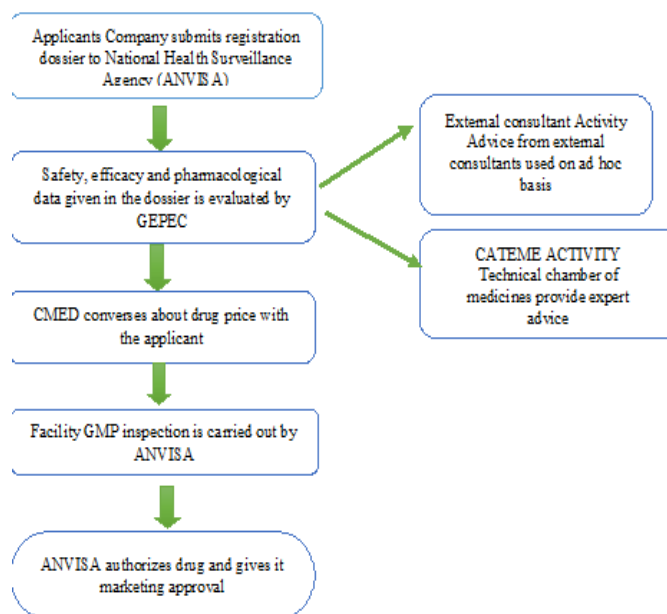 Applicants Company submits registration
dossier to National Health Surveillance
Agency (ANVISA)
External consultant Activity
Advice from external
consultants used on ad hoc
basis
Safety, efficacy and pharmacological
data given in the dossier is evaluated by
GEPEC
CATEME ACTIVITY
Technical chamber of
medicines provide expert
advice
CMED converses about drug price with
the applicant
Facility GMP inspection is carried out by
ANVISA
ANVISA authorizes drug and gives it
marketing approval